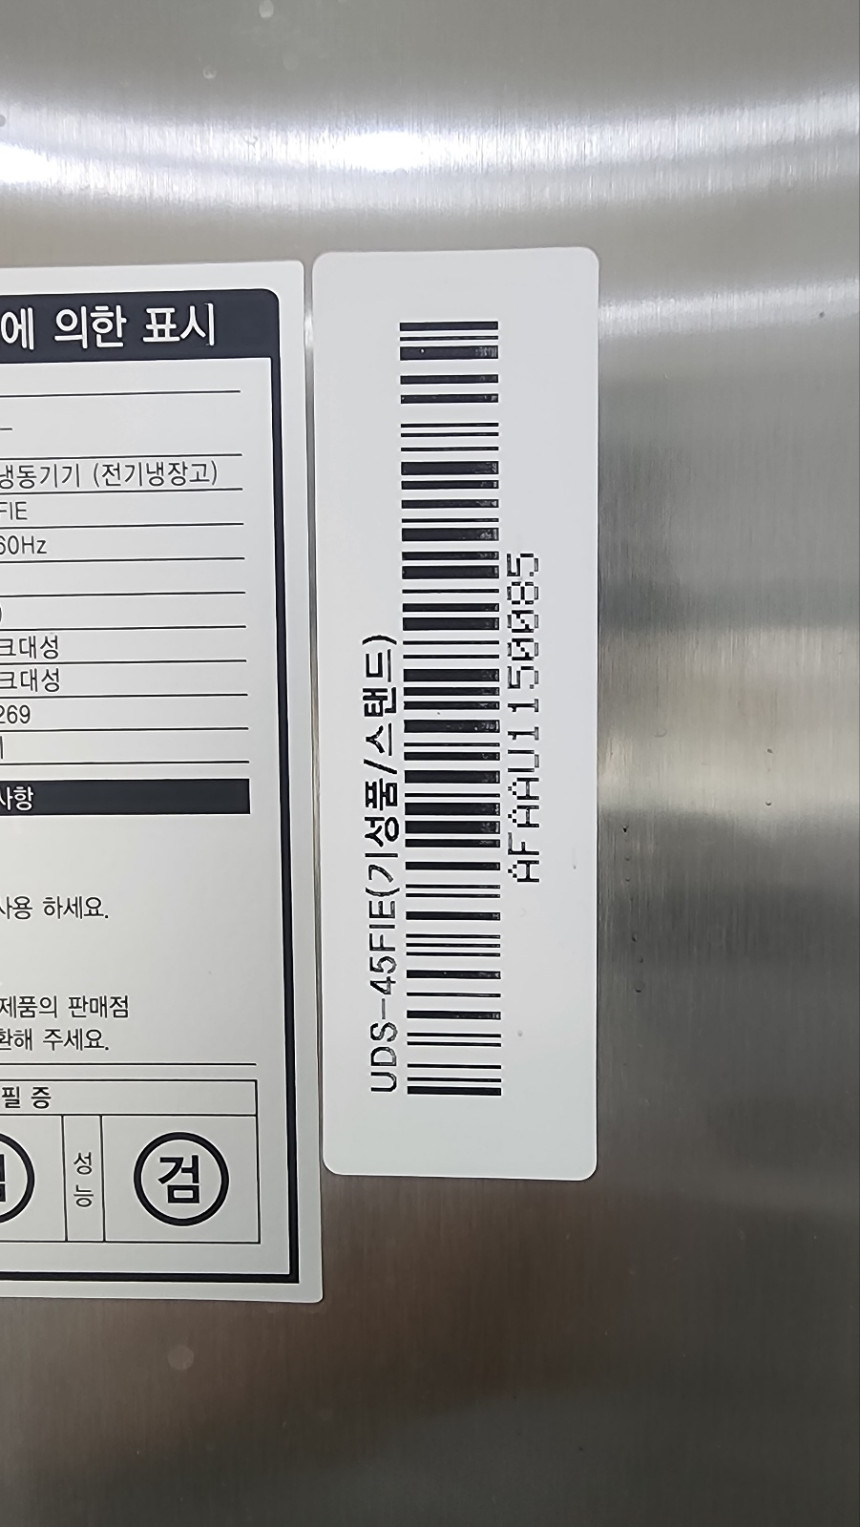 에 의한 표시
냉동기기 (전기냉장고)
FIE
60Hz
)
크대성
크대성
269
사항
사용 하세요.
제품의 판매점
환해 주세요.
필 증
성능
검
UDS-45FIE(기성품/스탠드)
AFAAU1150085